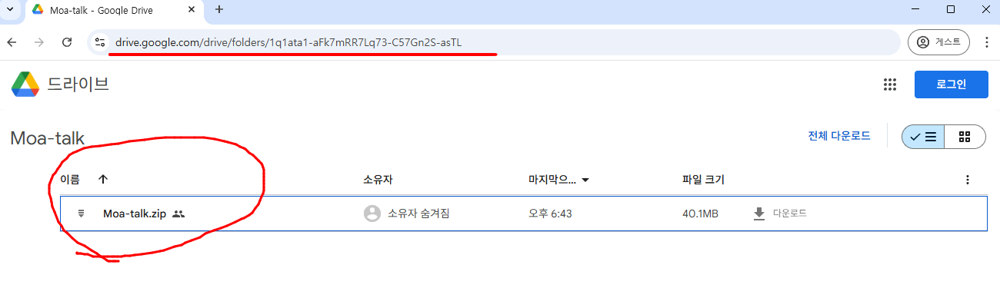 Moa-talk - Google Drive
drive.google.com/drive/folders/1q1ata1-aFk7mRR7Lq73-C57Gn2S-asTL
게스트
드라이브
로그인
Moa-talk
전체 다운로드
이름 소유자 마지막으... 파일 크기
Moa-talk.zip 소유자 숨겨짐 오후 6:43 40.1MB 다운로드